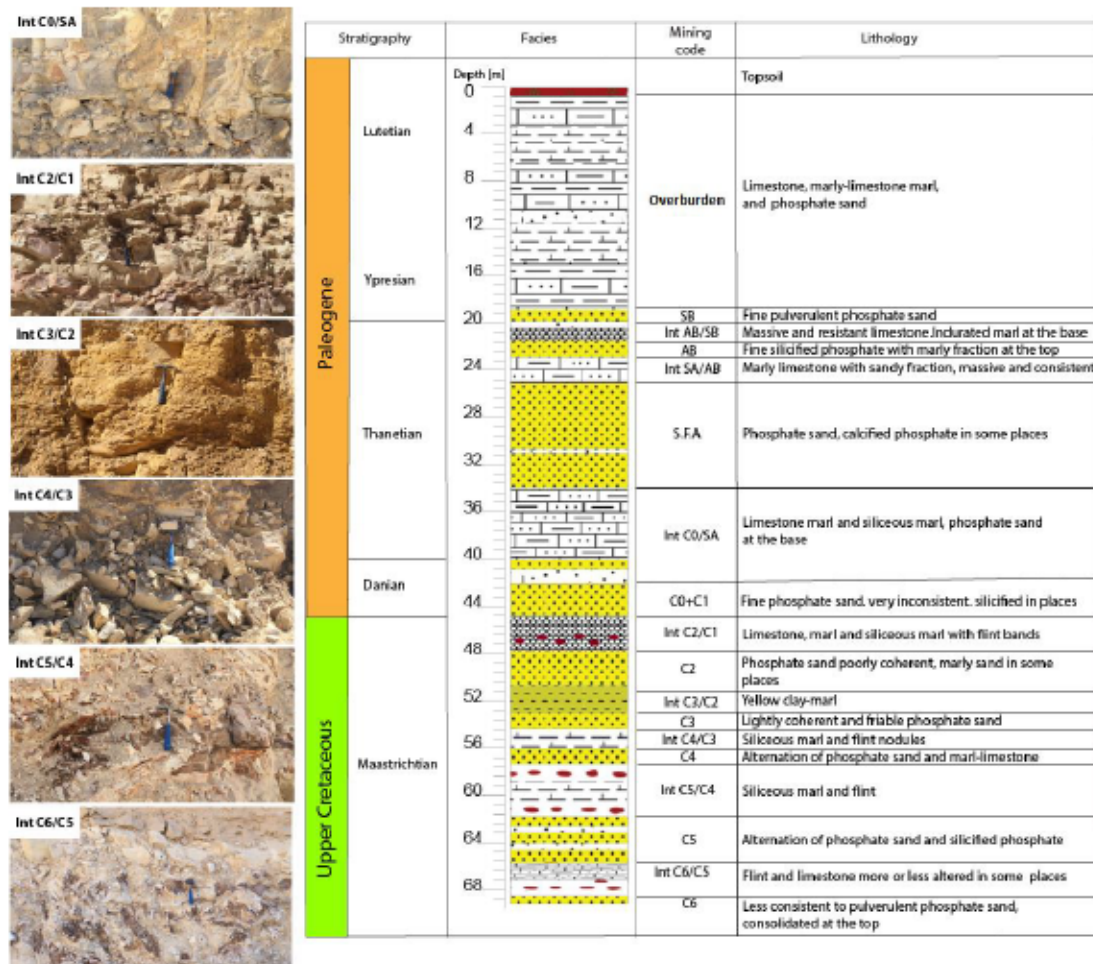 Int C0/SA
Int C2/C1
Int C3/C2
Int C4/C3
Int C5/C4
Int C6/C5
Stratigraphy
Facies
Mining
code
Lithology
Paleogene
Upper Cretaceous
Lutetian
Ypresian
Thanetian
Danian
Maastrichtian
Depth [m]
0
4
8
12
16
20
24
28
32
36
40
44
48
52
56
60
64
68
Topsoil
Overburden
Limestone, marly-limestone marl,
and phosphate sand
SB
Fine pulverulent phosphate sand
Int AB/SB
Massive and resistant limestone.Indurated marl at the base
AB
Fine silicified phosphate with marly fraction at the top
Int SA/AB
Marly limestone with sandy fraction, massive and consistent
S.F.A
Phosphate sand, calcified phosphate in some places
Int C0/SA
Limestone marl and siliceous marl, phosphate sand
at the base
C0+C1
Fine phosphate sand. very inconsistent. silicified in places
Int C2/C1
Limestone, marl and siliceous marl with flint bands
C2
Phosphate sand poorly coherent, marly sand in some
places
Int C3/C2
Yellow clay-marl
C3
Lightly coherent and friable phosphate sand
Int C4/C3
Siliceous marl and flint nodules
C4
Alternation of phosphate sand and marl-limestone
Int C5/C4
Siliceous marl and flint
C5
Alternation of phosphate sand and silicified phosphate
Int C6/C5
Flint and limestone more or less altered in some places
C6
Less consistent to pulverulent phosphate sand,
consolidated at the top